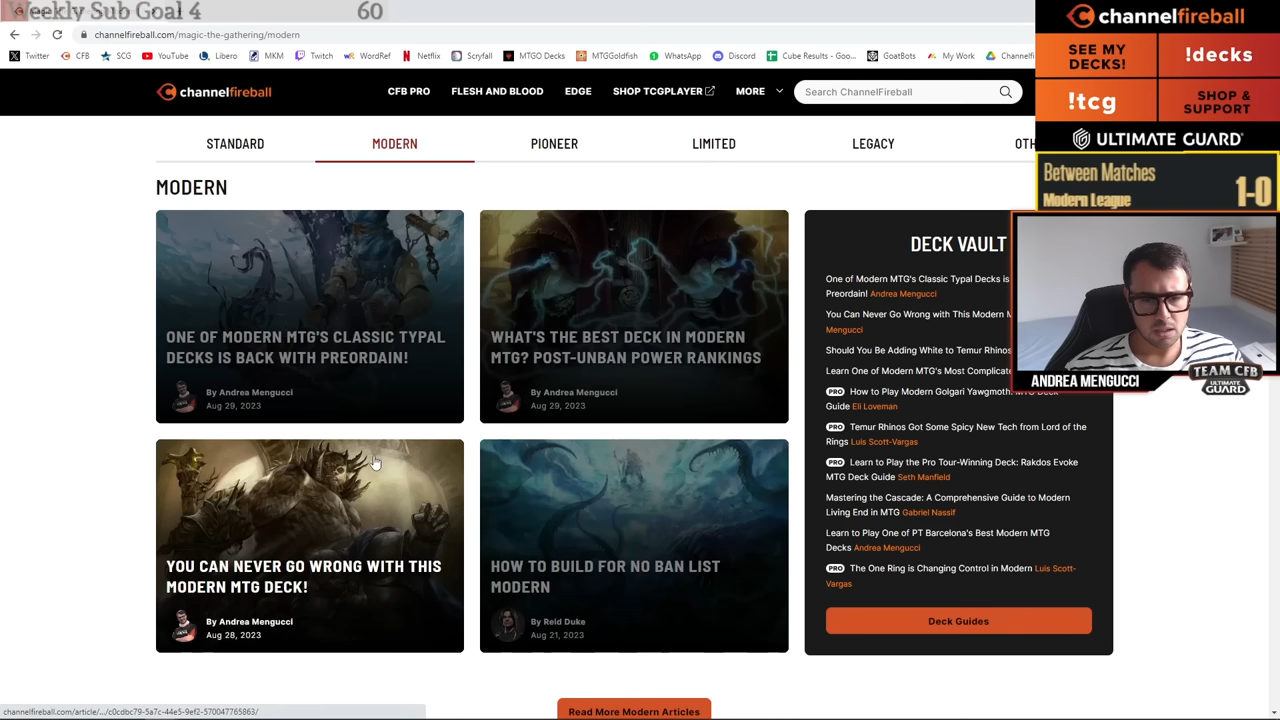 Weekly Sub Goal 4 60
channelfireball.com/magic-the-gathering/modern
Twitter CFB SCG YouTube Libero MKM Twitch WordRef Netflix Scryfall MTGO Decks MTGGoldfish WhatsApp Discord Cube Results - Goo... GoatBots My Work Channelfi
channelfireball
CFB PRO FLESH AND BLOOD EDGE SHOP TCGPLAYER MORE Search ChannelFireball
STANDARD MODERN PIONEER LIMITED LEGACY OTH
MODERN
ONE OF MODERN MTG'S CLASSIC TYPAL
DECKS IS BACK WITH PREORDAIN!
By Andrea Mengucci
Aug 29, 2023
WHAT'S THE BEST DECK IN MODERN
MTG? POST-UNBAN POWER RANKINGS
By Andrea Mengucci
Aug 29, 2023
YOU CAN NEVER GO WRONG WITH THIS
MODERN MTG DECK!
By Andrea Mengucci
Aug 28, 2023
HOW TO BUILD FOR NO BAN LIST
MODERN
By Reid Duke
Aug 21, 2023
DECK VAULT
One of Modern MTG's Classic Typal Decks is
Preordain! Andrea Mengucci
You Can Never Go Wrong with This Modern M
Mengucci
Should You Be Adding White to Temur Rhinos
Learn One of Modern MTG's Most Complicate
PRO How to Play Modern Golgari Yawgmoth: MTG Deck
Guide Eli Loveman
PRO Temur Rhinos Got Some Spicy New Tech from Lord of the
Rings Luis Scott-Vargas
PRO Learn to Play the Pro Tour-Winning Deck: Rakdos Evoke
MTG Deck Guide Seth Manfield
Mastering the Cascade: A Comprehensive Guide to Modern
Living End in MTG Gabriel Nassif
Learn to Play One of PT Barcelona's Best Modern MTG
Decks Andrea Mengucci
PRO The One Ring is Changing Control in Modern Luis Scott-
Vargas
Deck Guides
Read More Modern Articles
channelfireball.com/article/.../c0cdbc79-5a7c-44e5-9ef2-570047765863/
channelfireball
SEE MY
DECKS!
!decks
!tcg
SHOP &
SUPPORT
ULTIMATE GUARD
Between Matches
Modern League
1-0
ANDREA MENGUCCI
TEAM CFB
ULTIMATE
GUARD